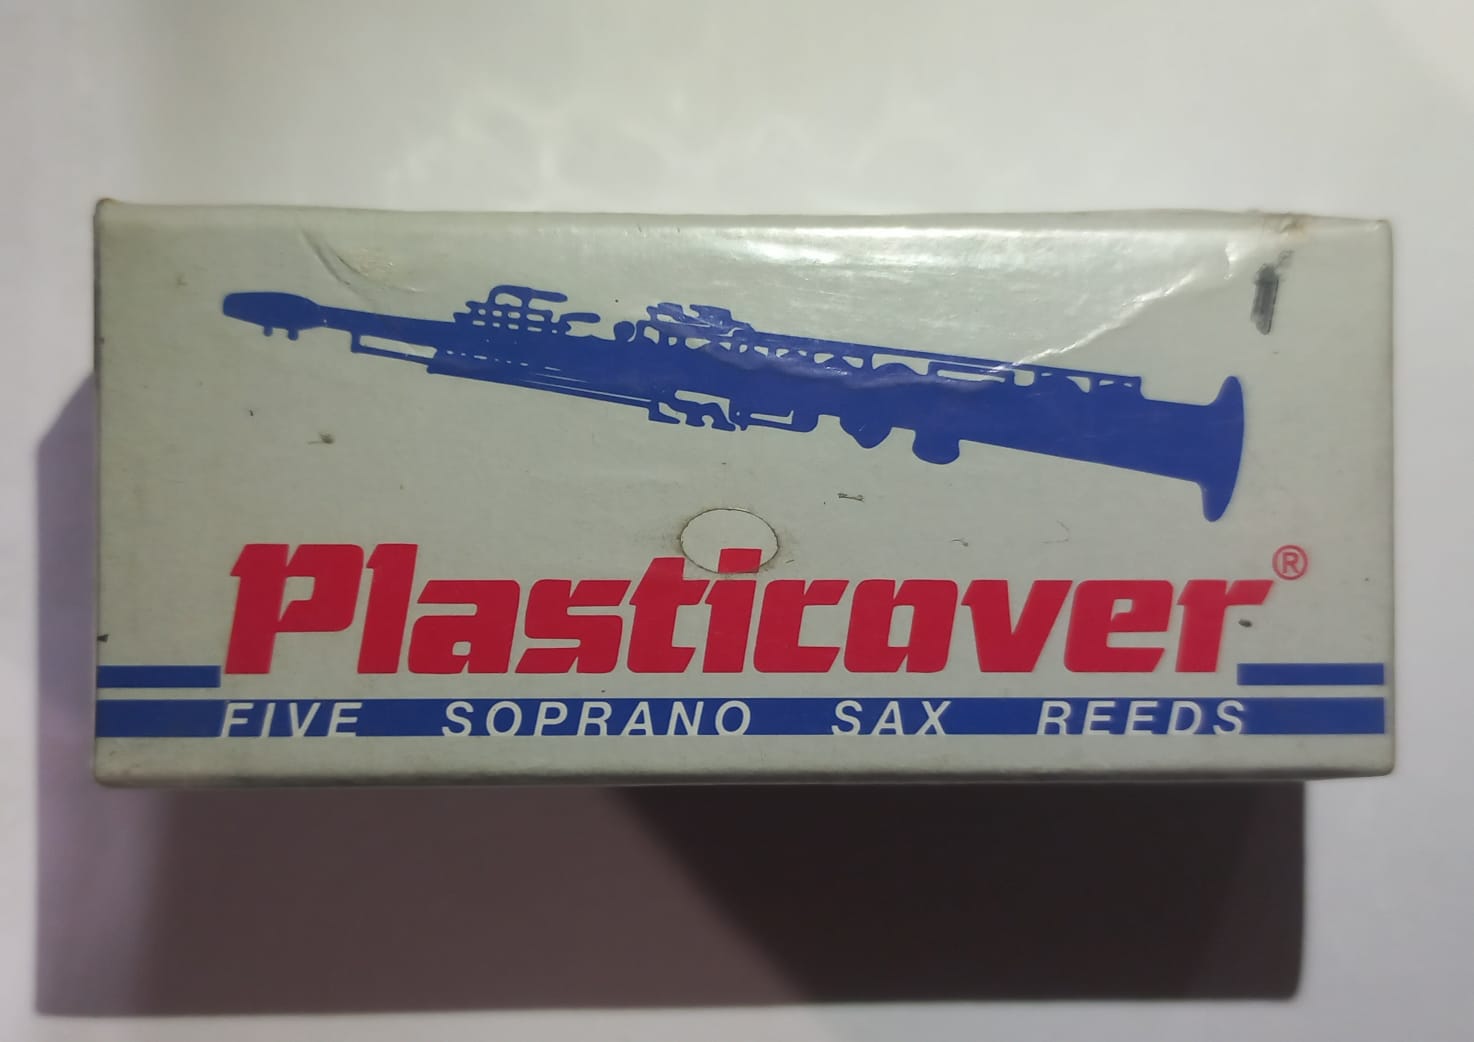 Plasticover®
FIVE SOPRANO SAX REEDS